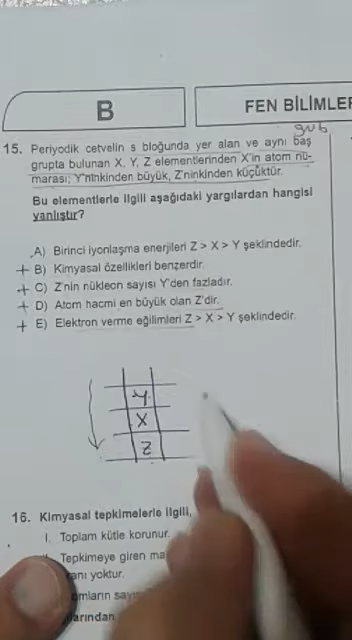 B
FEN BİLİMLER
grub
15. Periyodik cetvelin s bloğunda yer alan ve aynı baş
grupta bulunan X, Y, Z elementlerinden X'in atom nu-
marası; Y'ninkinden büyük, Z'ninkinden küçüktür.
Bu elementlerle ilgili aşağıdaki yargılardan hangisi
yanlıştır?
A) Birinci iyonlaşma enerjileri Z > X > Y şeklindedir.
+ B) Kimyasal özellikleri benzerdir.
+ C) Z'nin nükleon sayısı Y'den fazladır.
+ D) Atom hacmi en büyük olan Z'dir.
+ E) Elektron verme eğilimleri Z > X > Y şeklindedir.
Y
X
Z
16. Kimyasal tepkimelerle ilgili,
I. Toplam kütle korunur.
Tepkimeye giren
yoktur.